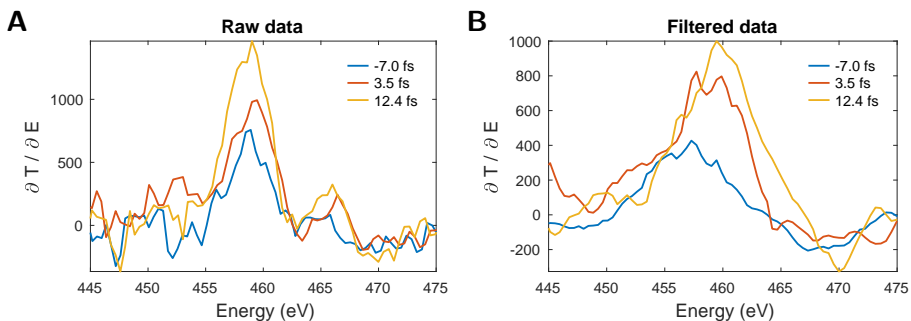 A
Raw data
∂ T / ∂ E
1000
500
0
-7.0 fs
3.5 fs
12.4 fs
445 450 455 460 465 470 475
Energy (eV)
B
Filtered data
∂ T / ∂ E
1000
800
600
400
200
0
-200
-7.0 fs
3.5 fs
12.4 fs
445 450 455 460 465 470 475
Energy (eV)